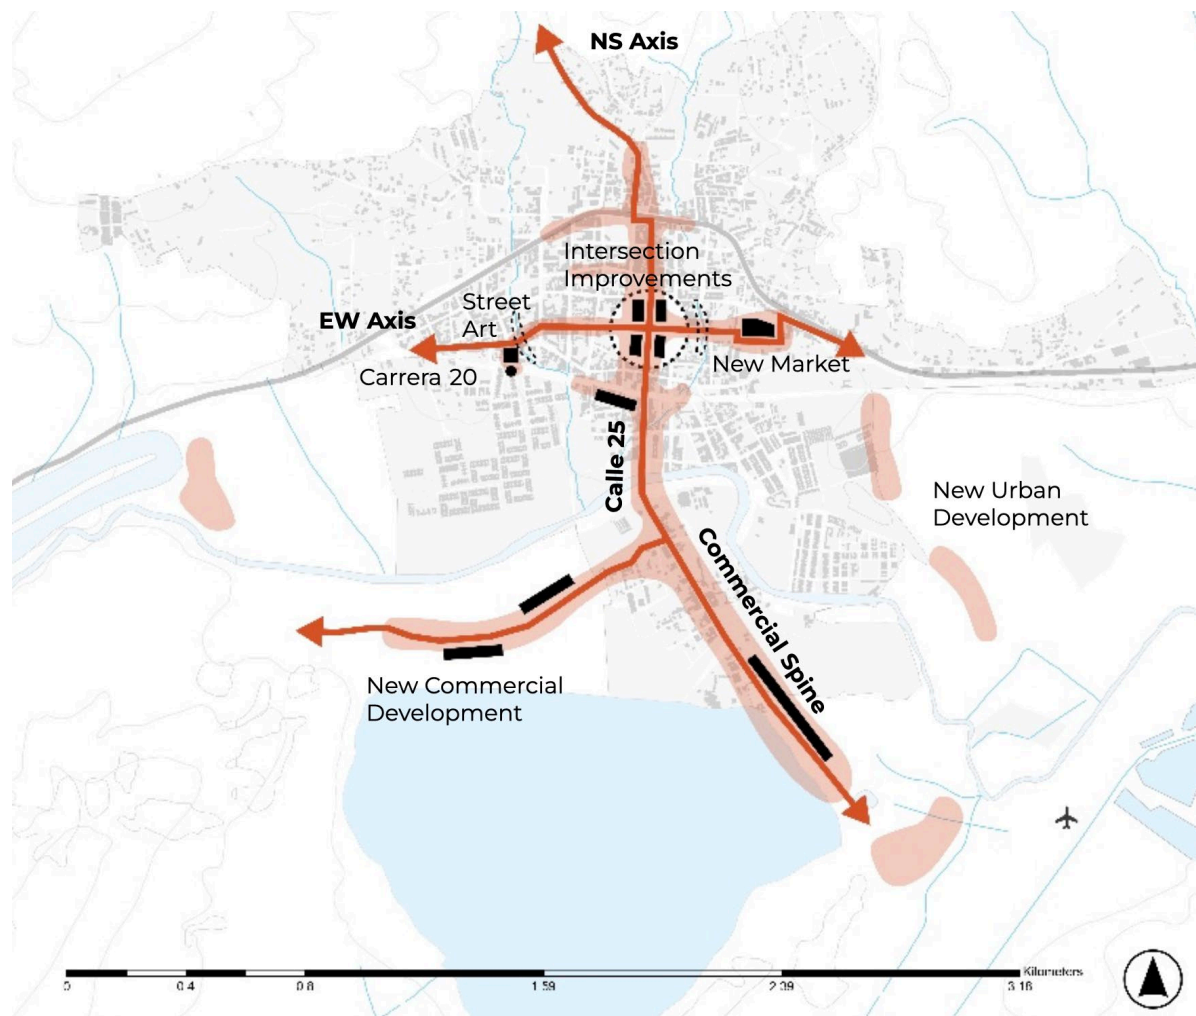 NS Axis
Intersection
Improvements
Street
Art
EW Axis
Carrera 20
New Market
Calle 25
New Urban
Development
Commercial Spine
New Commercial
Development
Kilometers
0
0.4
0.8
1.59
2.39
3.18